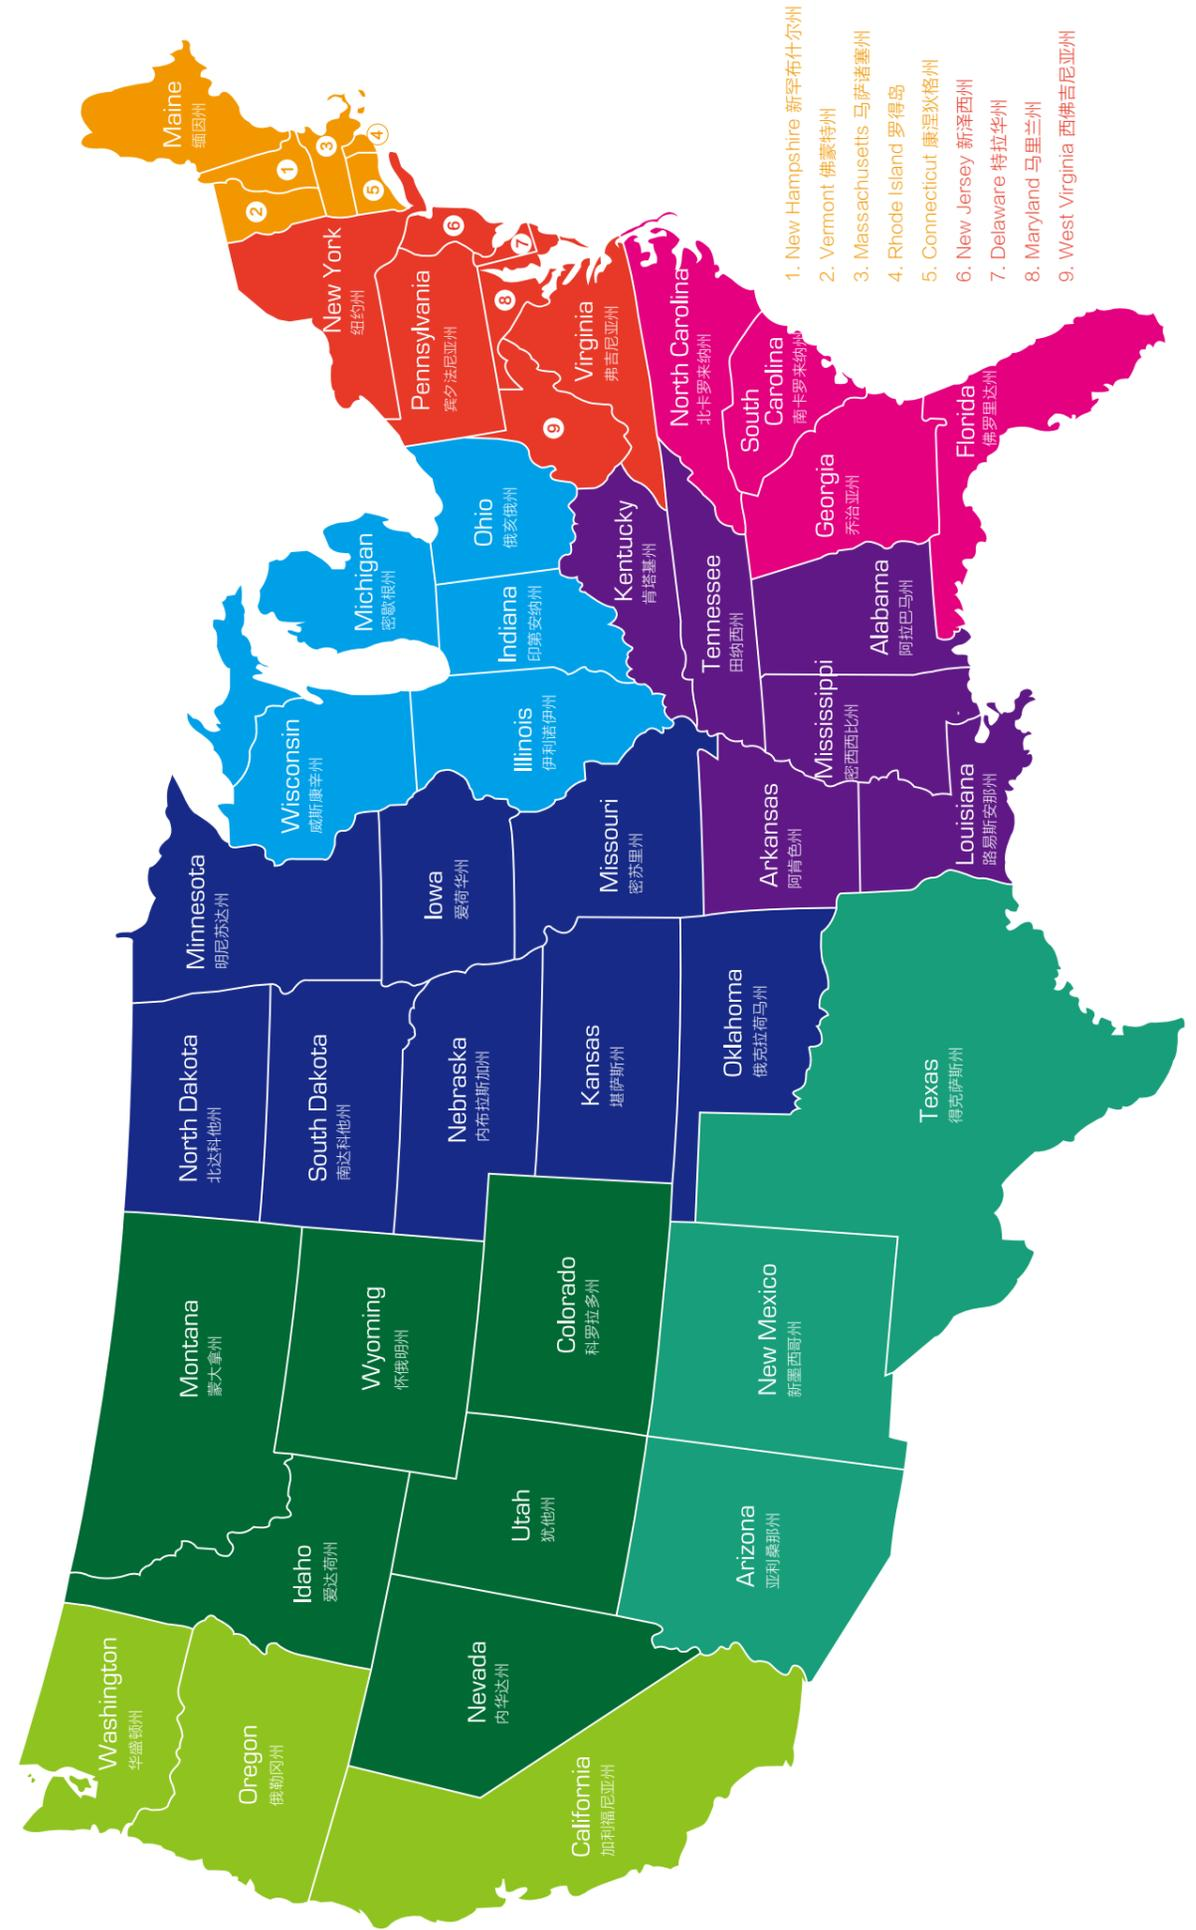 Washington
华盛顿州
Oregon
俄勒冈州
California
加利福尼亚州
Nevada
内华达州
Idaho
爱达荷州
Montana
蒙大拿州
Wyoming
怀俄明州
Utah
犹他州
Colorado
科罗拉多州
Arizona
亚利桑那州
New Mexico
新墨西哥州
North Dakota
北达科他州
South Dakota
南达科他州
Nebraska
内布拉斯加州
Kansas
堪萨斯州
Oklahoma
俄克拉荷马州
Texas
得克萨斯州
Minnesota
明尼苏达州
Iowa
爱荷华州
Missouri
密苏里州
Arkansas
阿肯色州
Louisiana
路易斯安那州
Wisconsin
威斯康辛州
Illinois
伊利诺伊州
Mississippi
密西西比州
Michigan
密歇根州
Indiana
印第安纳州
Ohio
俄亥俄州
Kentucky
肯塔基州
Tennessee
田纳西州
Alabama
阿拉巴马州
Georgia
乔治亚州
Florida
佛罗里达州
South
Carolina
南卡罗来纳州
North Carolina
北卡罗来纳州
Virginia
弗吉尼亚州
9
8
7
6
Pennsylvania
宾夕法尼亚州
New York
纽约州
2
1
3
4
5
Maine
缅因州
1. New Hampshire 新罕布什尔州
2. Vermont 佛蒙特州
3. Massachusetts 马萨诸塞州
4. Rhode Island 罗得岛
5. Connecticut 康涅狄格州
6. New Jersey 新泽西州
7. Delaware 特拉华州
8. Maryland 马里兰州
9. West Virginia 西佛吉尼亚州